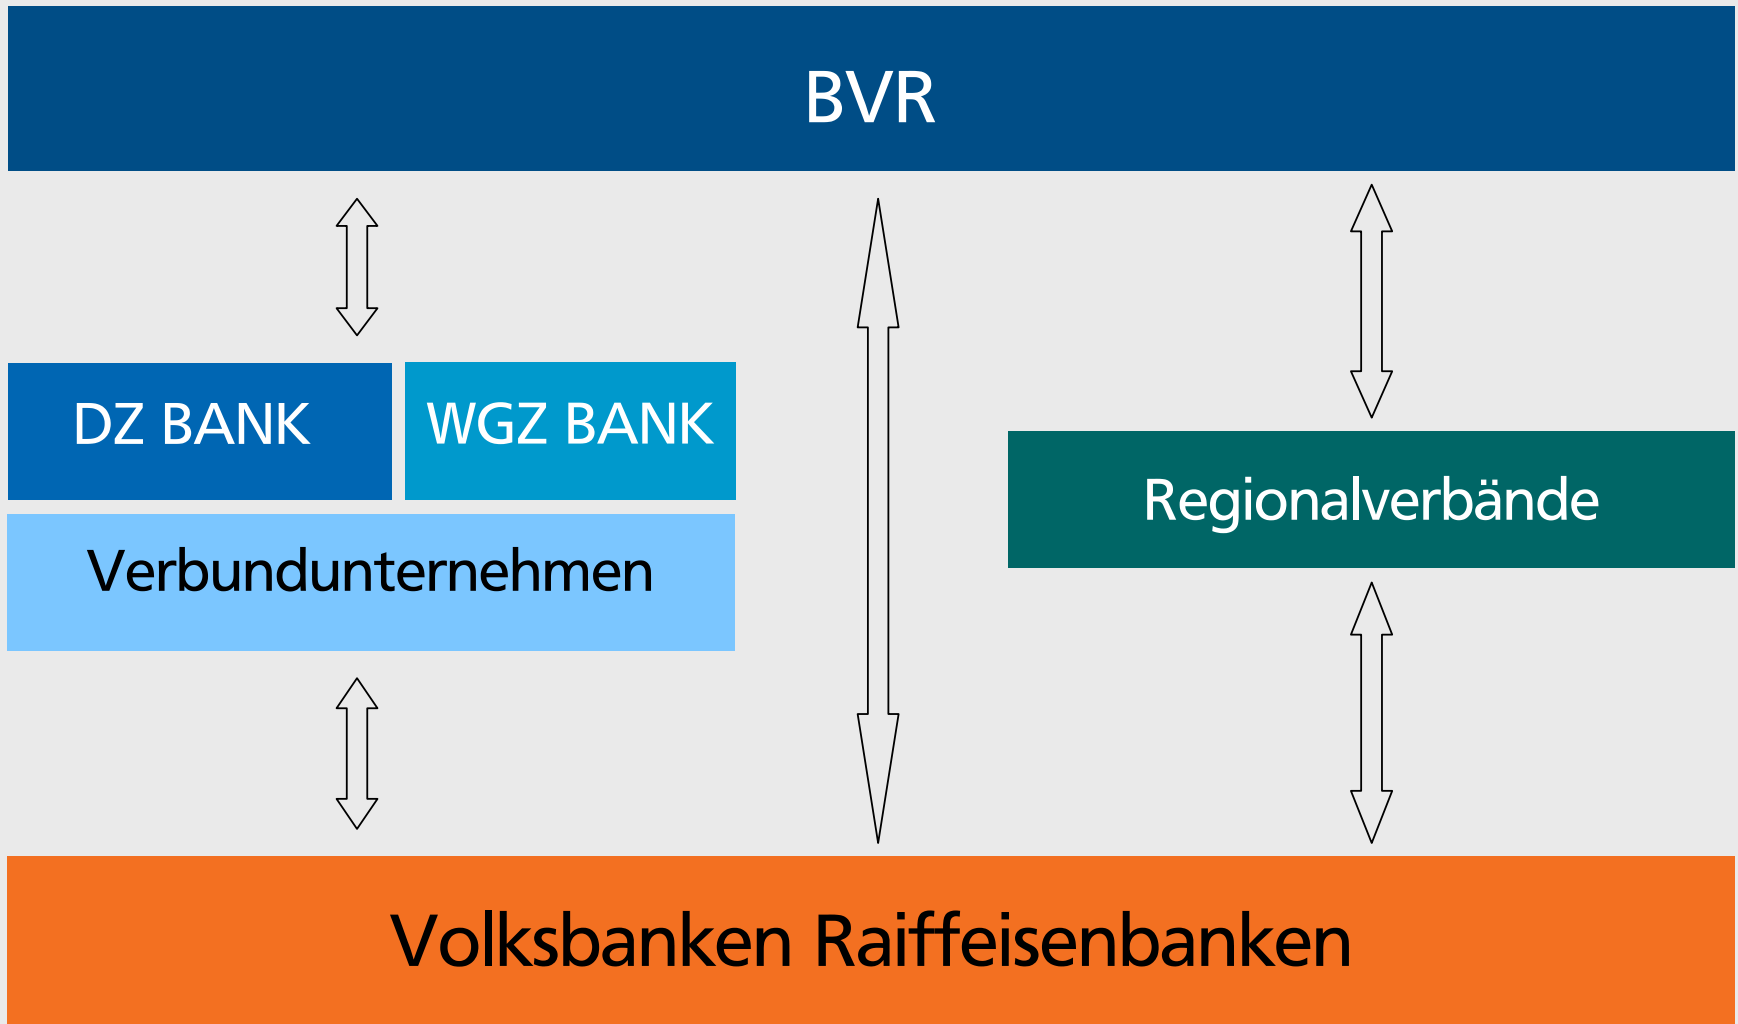 BVR
DZ BANK
WGZ BANK
Verbundunternehmen
Regionalverbände
Volksbanken Raiffeisenbanken